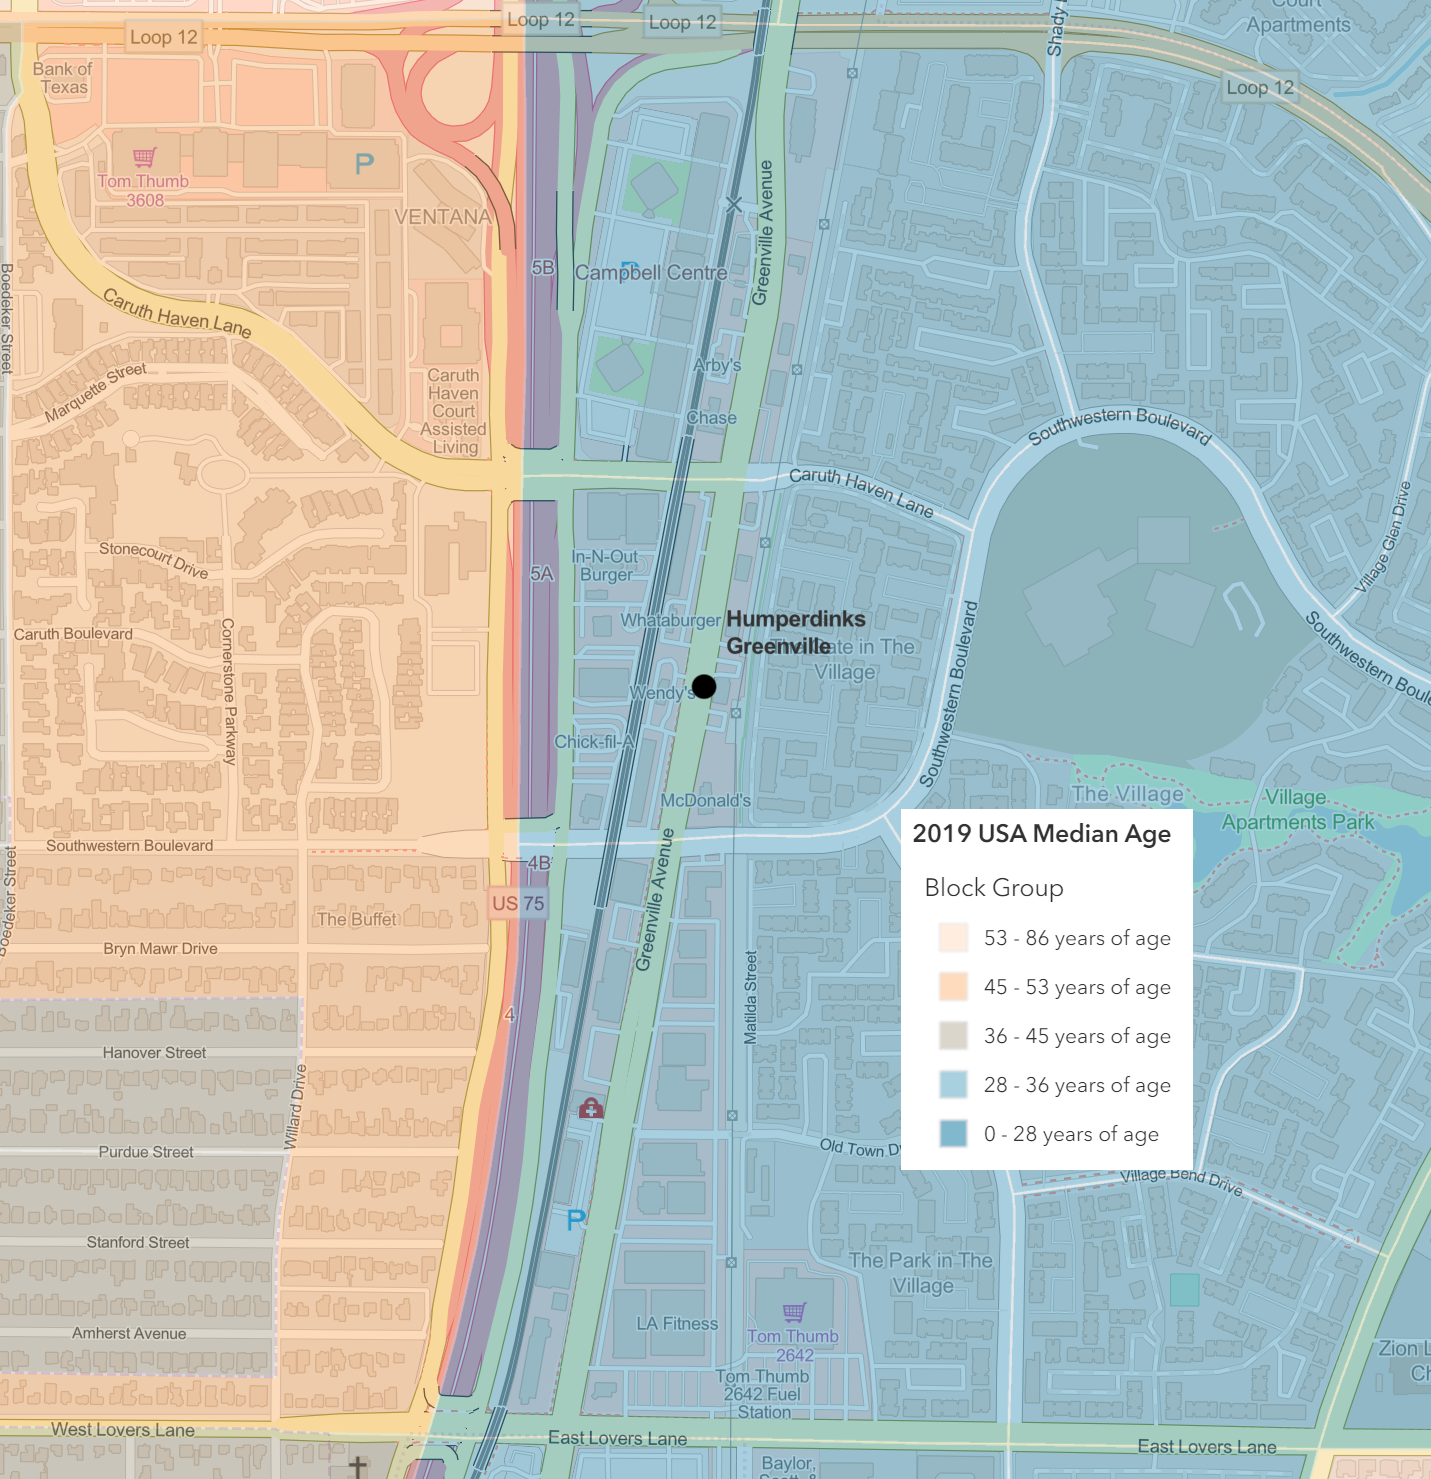 Loop 12
Loop 12
Loop 12
Court
Apartments
Shady
Bank of
Texas
Loop 12
Tom Thumb
3608
P
VENTANA
Greenville Avenue
5B
Campbell Centre
Boedeker Street
Caruth Haven Lane
Marquette Street
Arby's
Caruth
Haven
Court
Assisted
Living
Chase
Southwestern Boulevard
Caruth Haven Lane
Village Glen Drive
Stonecourt Drive
5A
In-N-Out
Burger
Whataburger
Humperdinks
Greenville
in The
Village
Caruth Boulevard
Cornerstone Parkway
Southwestern Boulevard
Southwestern Boule
Wendy's
Chick-fil-A
McDonald's
The Village
Village
Apartments Park
Southwestern Boulevard
Boedeker Street
4B
US 75
Greenville Avenue
The Buffet
Bryn Mawr Drive
Matilda Street
4
2019 USA Median Age
Block Group
53 - 86 years of age
45 - 53 years of age
36 - 45 years of age
28 - 36 years of age
0 - 28 years of age
Hanover Street
Willard Drive
Purdue Street
Old Town D
Village Bend Drive
P
Stanford Street
The Park in The
Village
Amherst Avenue
LA Fitness
Tom Thumb
2642
Tom Thumb
2642 Fuel
Station
Zion L
Ch
West Lovers Lane
East Lovers Lane
East Lovers Lane
Baylor,